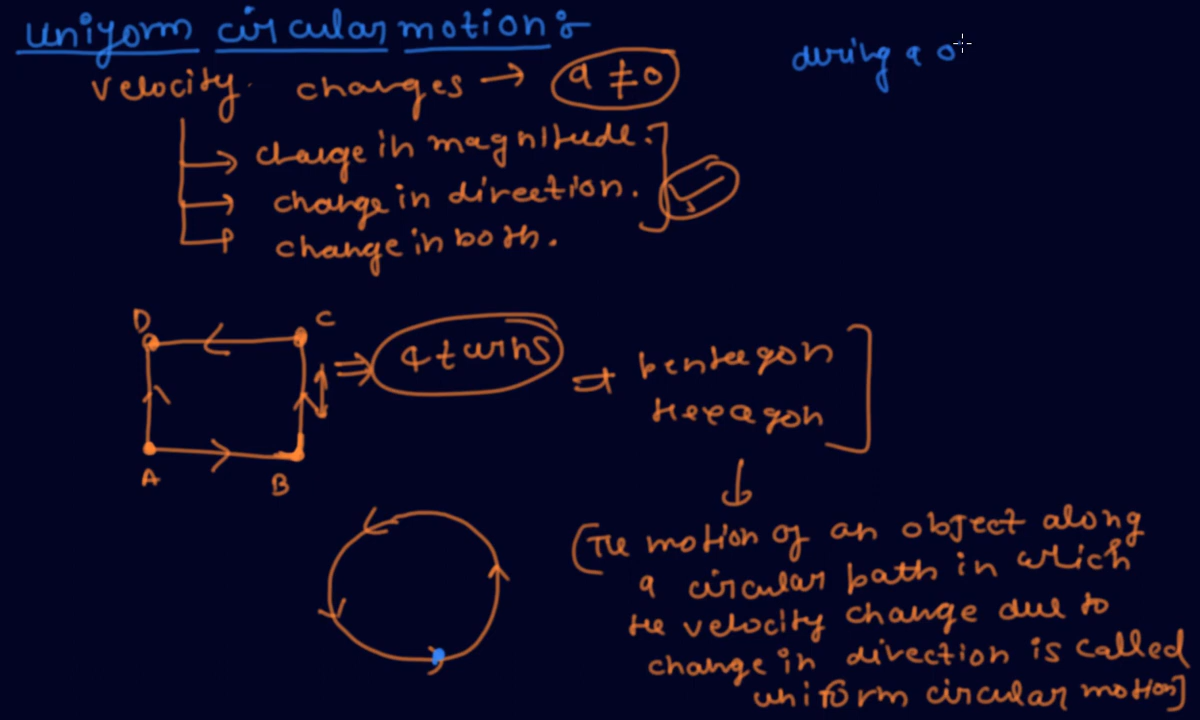 uniform circular motion:-
during a o
velocity changes → a ≠ 0
change in magnitude.
change in direction.
change in both.
D C
⇒ 4 turns ⇒ pentagon
Hexagon
A B
(The motion of an object along
a circular path in which
the velocity change due to
change in direction is called
uniform circular motion]